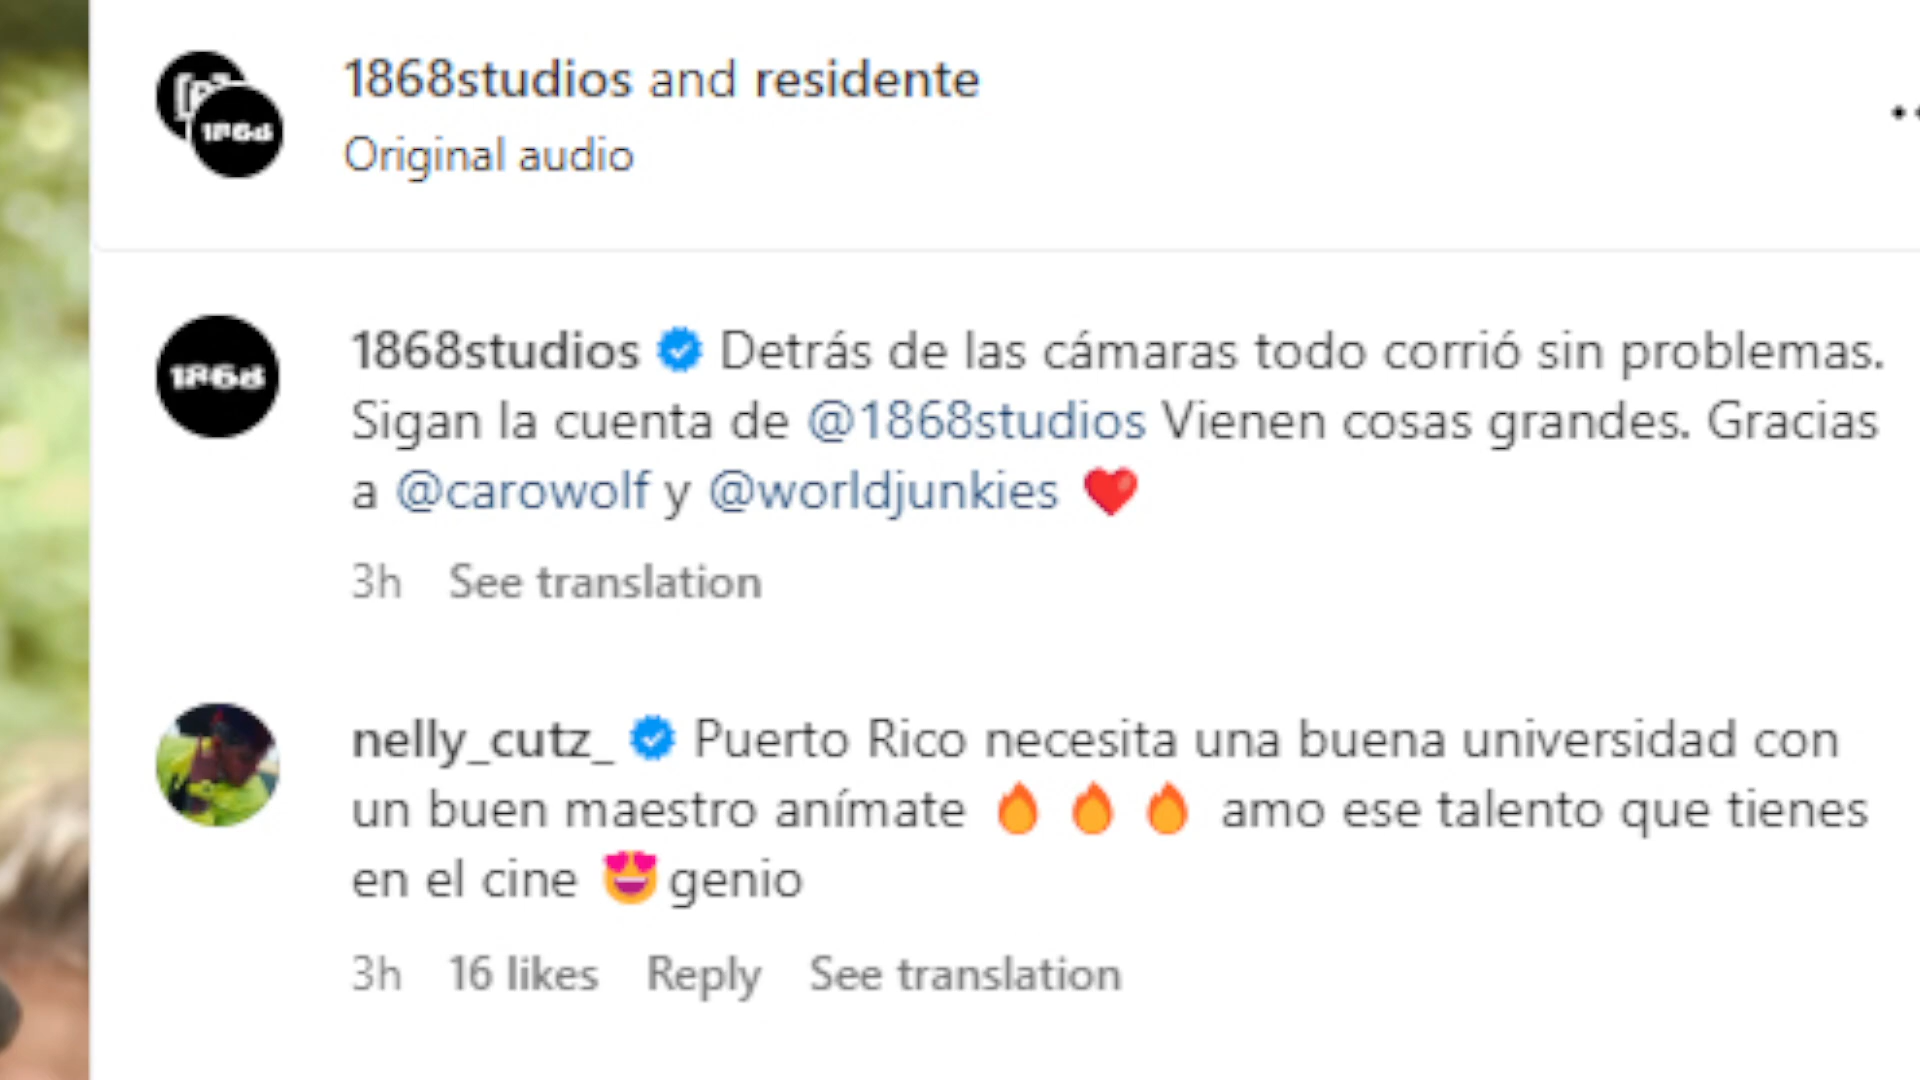 1868studios and residente
Original audio
1868
1868
1868studios Detrás de las cámaras todo corrió sin problemas.
Sigan la cuenta de @1868studios Vienen cosas grandes. Gracias
a @carowolf y @worldjunkies ❤️
3h See translation
nelly_cutz_ Puerto Rico necesita una buena universidad con
un buen maestro anímate 🔥 🔥 🔥 amo ese talento que tienes
en el cine 😍 genio
3h 16 likes Reply See translation